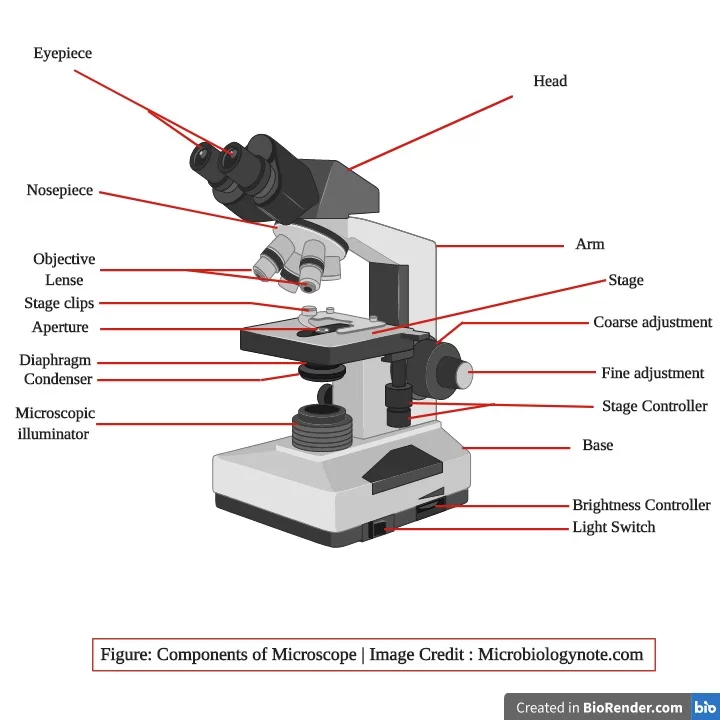 Eyepiece
Head
Nosepiece
Arm
Objective
Lense
Stage
Stage clips
Coarse adjustment
Aperture
Diaphragm
Fine adjustment
Condenser
Stage Controller
Microscopic
illuminator
Base
Brightness Controller
Light Switch
Figure: Components of Microscope | Image Credit : Microbiologynote.com
Created in BioRender.com bio